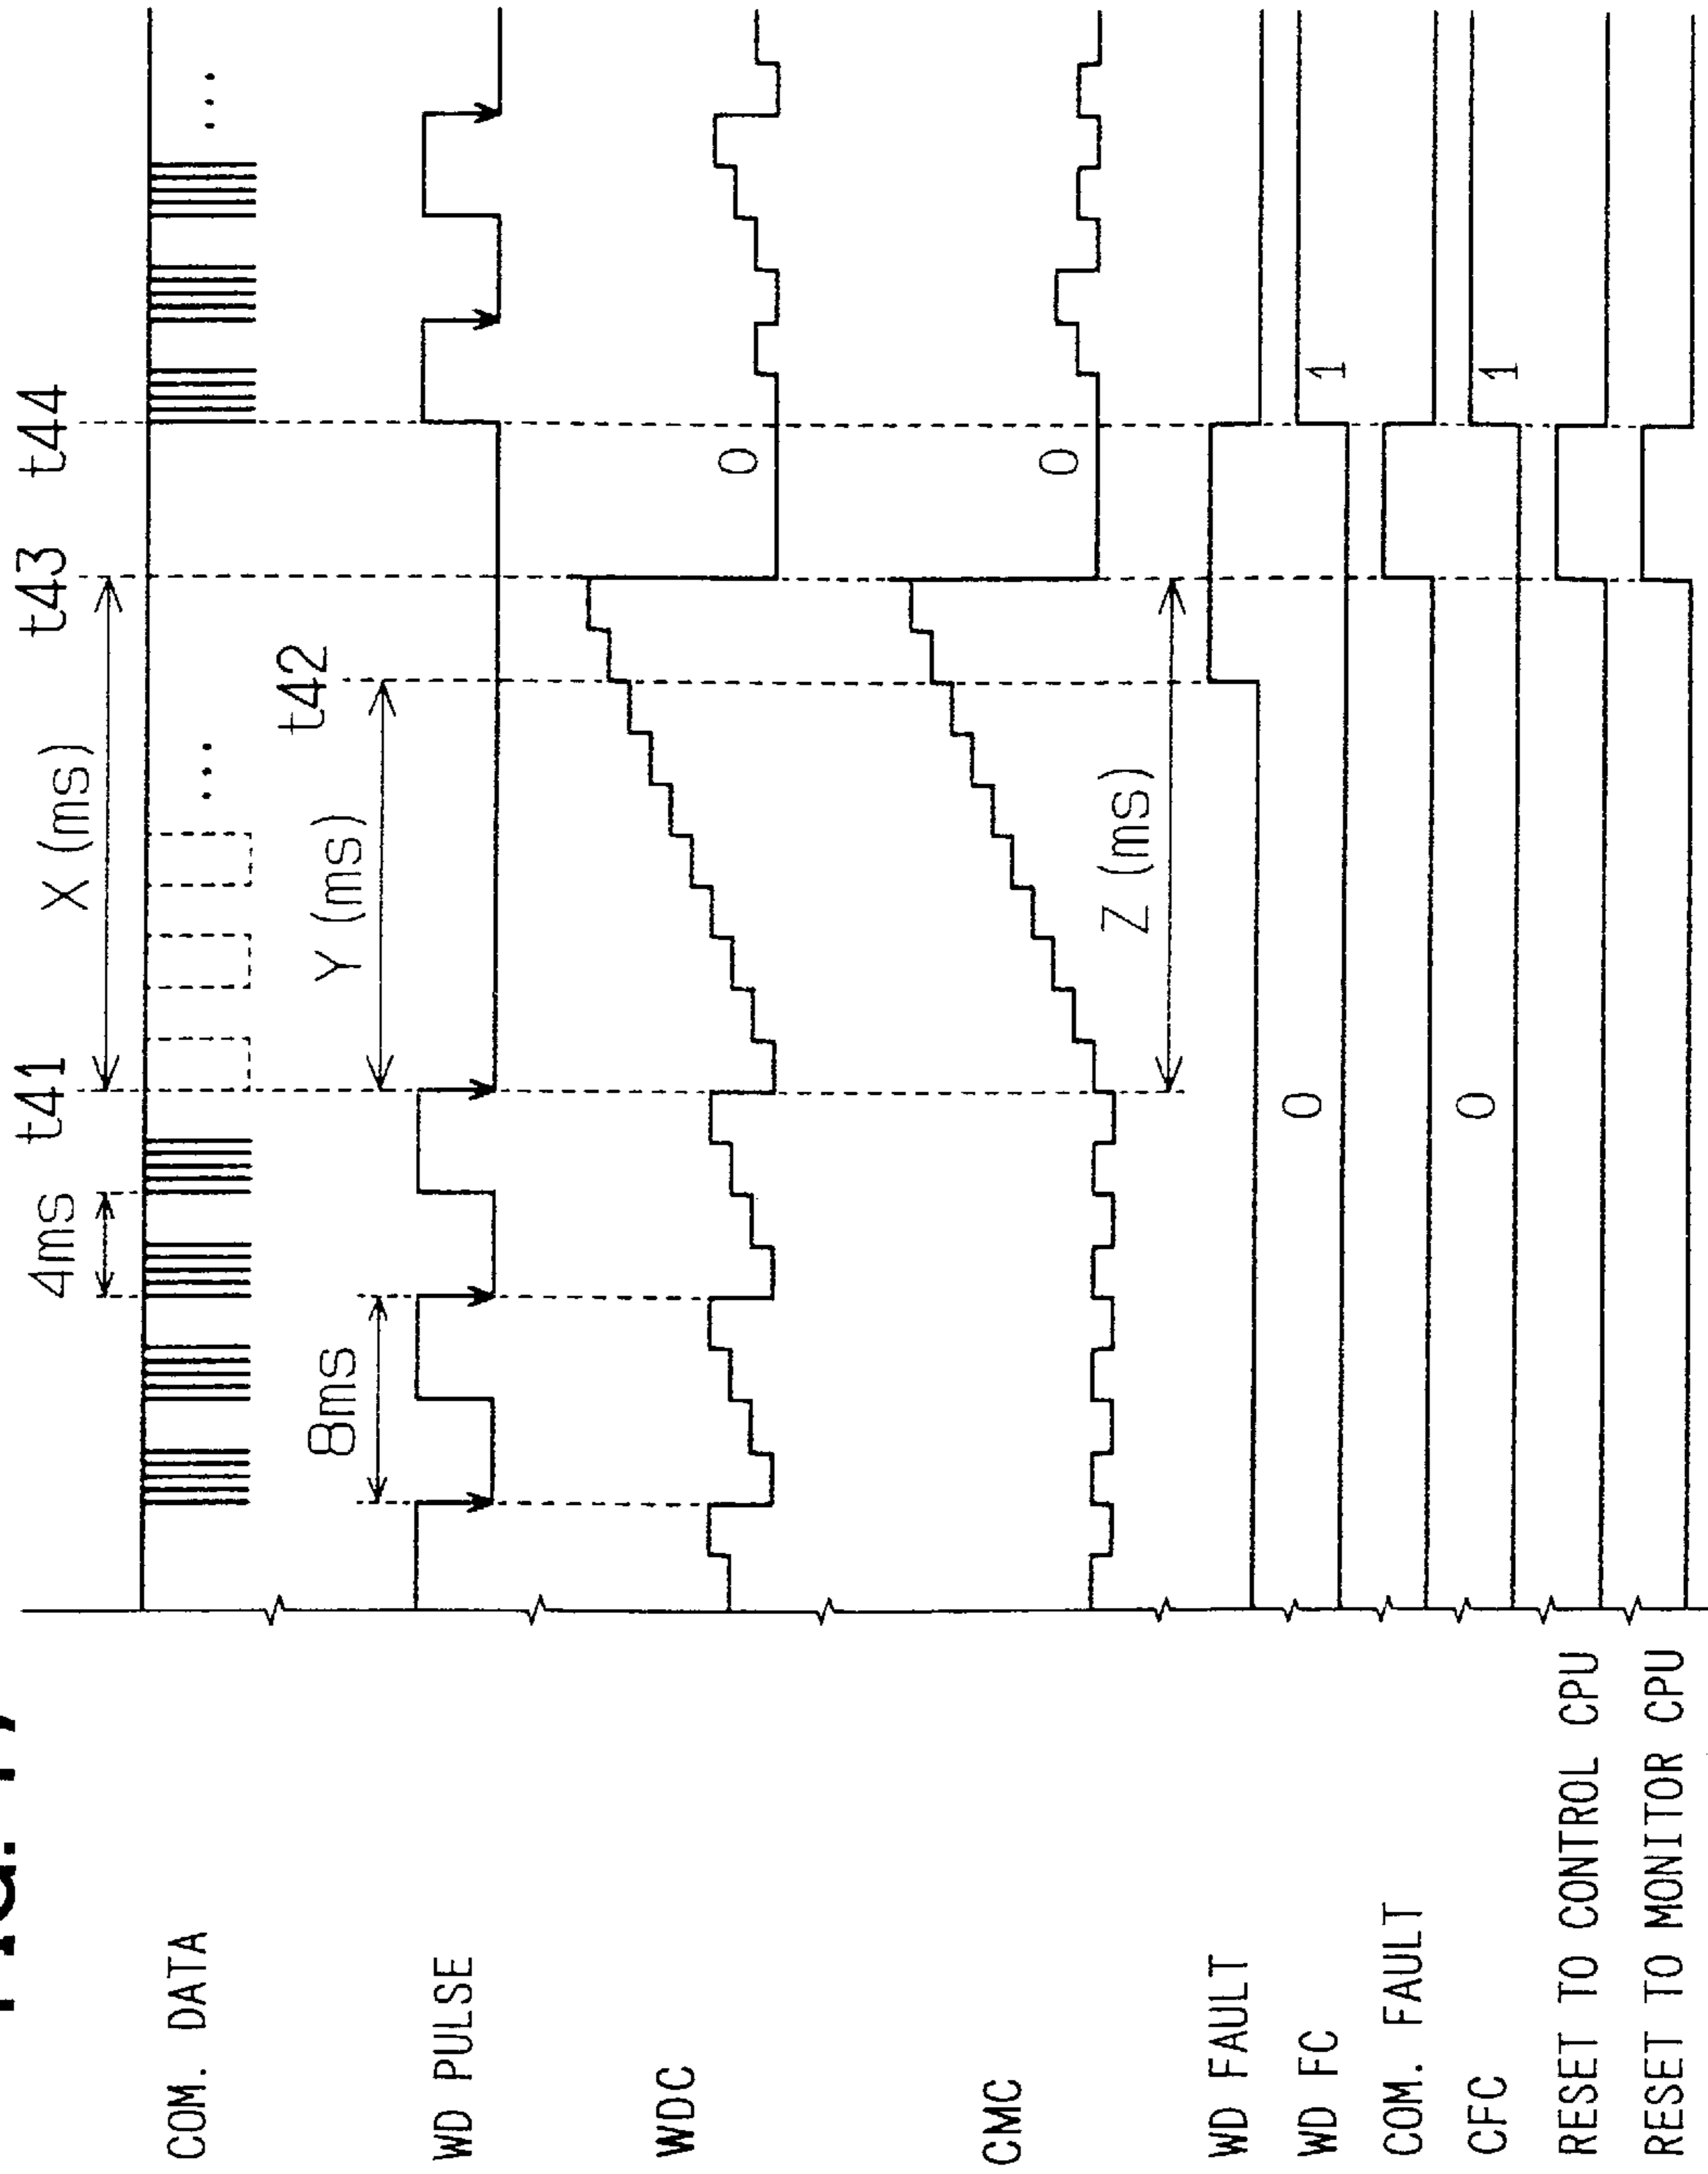 t41
t43
t44
X (ms)
4ms
COM. DATA
...
...
t42
Y (ms)
8ms
WD PULSE
WDC
0
CMC
0
Z (ms)
WD FAULT
WD FC
0
1
COM. FAULT
CFC
0
1
RESET TO CONTROL CPU
RESET TO MONITOR CPU